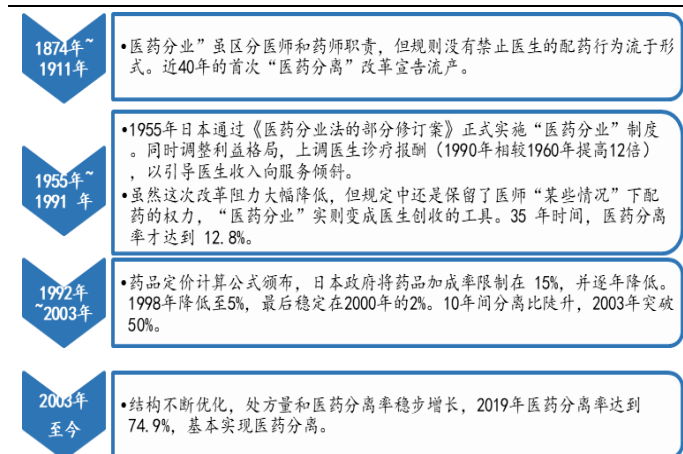 1874年~
1911年
•医药分业”虽区分医师和药师职责，但规则没有禁止医生的配药行为流于形
式。近40年的首次“医药分离”改革宣告流产。
1955年~
1991 年
•1955年日本通过《医药分业法的部分修订案》正式实施“医药分业”制度
。同时调整利益格局，上调医生诊疗报酬（1990年相较1960年提高12倍）
，以引导医生收入向服务倾斜。
•虽然这次改革阻力大幅降低，但规定中还是保留了医师“某些情况”下配
药的权力，“医药分业”实则变成医生创收的工具。35 年时间，医药分离
率才达到 12.8%。
1992年
~2003年
•药品定价计算公式颁布，日本政府将药品加成率限制在 15%，并逐年降低。
1998年降低至5%，最后稳定在2000年的2%。10年间分离比陡升，2003年突破
50%。
2003年
至今
•结构不断优化，处方量和医药分离率稳步增长，2019年医药分离率达到
74.9%，基本实现医药分离。